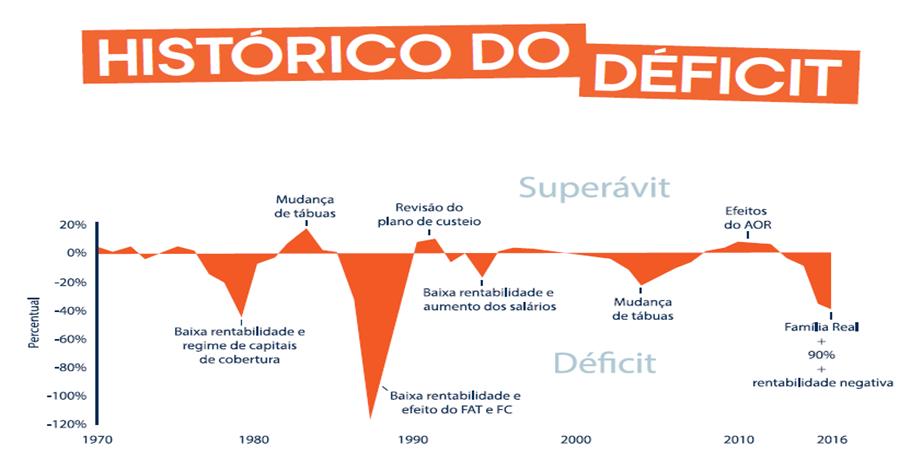 HISTÓRICO DO
DÉFICIT
Superávit
Mudança
de tábuas
Revisão do
plano de custeio
Efeitos
do AOR
20%
0%
-20%
-40%
-60%
-80%
-100%
-120%
Percentual
Baixa rentabilidade e
regime de capitais
de cobertura
Baixa rentabilidade e
aumento dos salários
Mudança
de tábuas
Família Real
+
90%
+
rentabilidade negativa
Déficit
Baixa rentabilidade e
efeito do FAT e FC
1970
1980
1990
2000
2010
2016